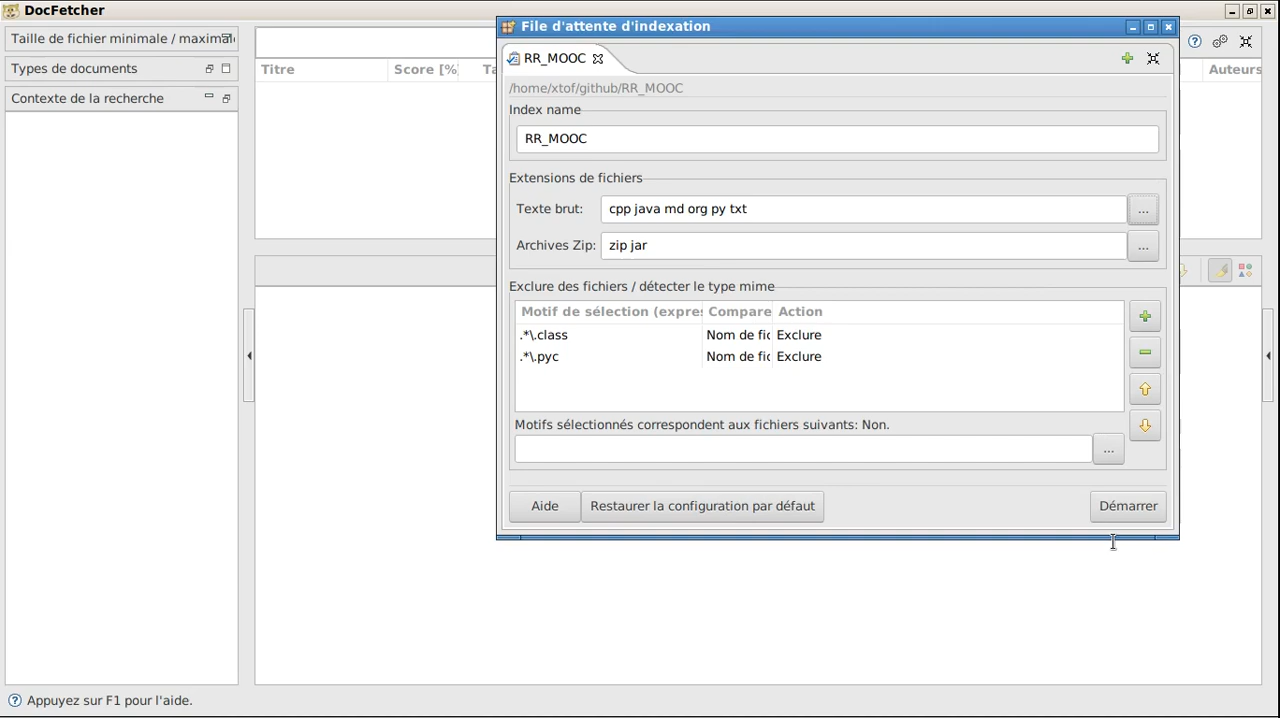 DocFetcher
Taille de fichier minimale /
Types de documents
Contexte de la recherche
Titre
Score [%
Auteurs
File d'attente d'indexation
RR_MOOC
/home/xtof/github/RR_MOOC
Index name
RR_MOOC
Extensions de fichiers
Texte brut: cpp java md org py txt ...
Archives Zip: zip jar ...
Exclure des fichiers / détecter le type mime
Motif de sélection (expre Compare Action
.*\.class Nom de fic Exclure
.*\.pyc Nom de fic Exclure
Motifs sélectionnés correspondent aux fichiers suivants: Non.
...
Aide Restaurer la configuration par défaut Démarrer
Appuyez sur F1 pour l'aide.